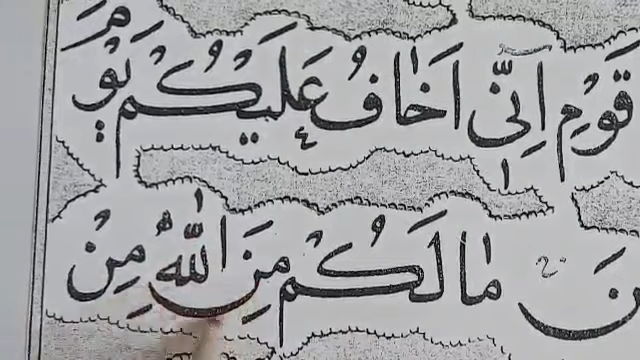 قَوْمِ اِنِّیْٓ اَخَافُ عَلَیْكُمْ یَوْ
نَ مَا لَكُمْ مِنَ اللّٰهِ مِنْ